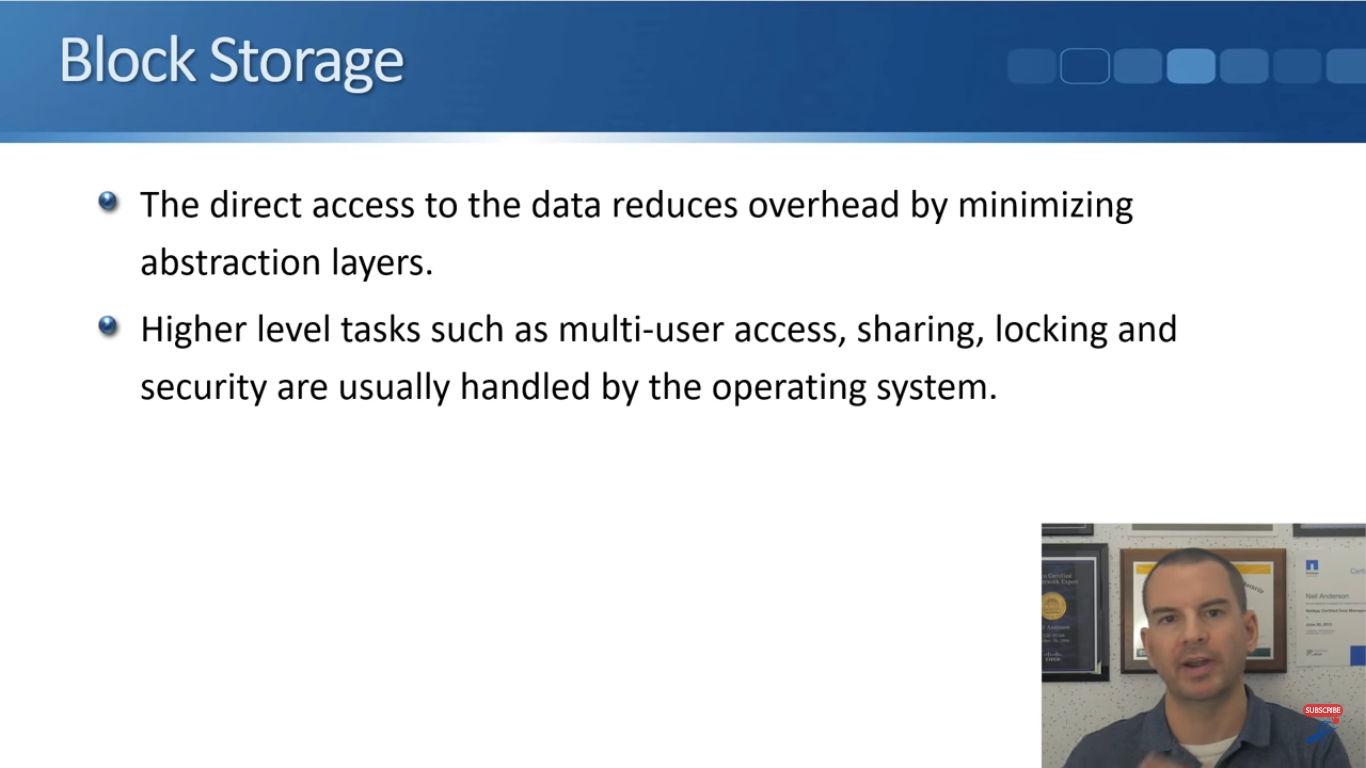 Block Storage
The direct access to the data reduces overhead by minimizing
abstraction layers.
Higher level tasks such as multi-user access, sharing, locking and
security are usually handled by the operating system.
Neil Anderson
SUBSCRIBE